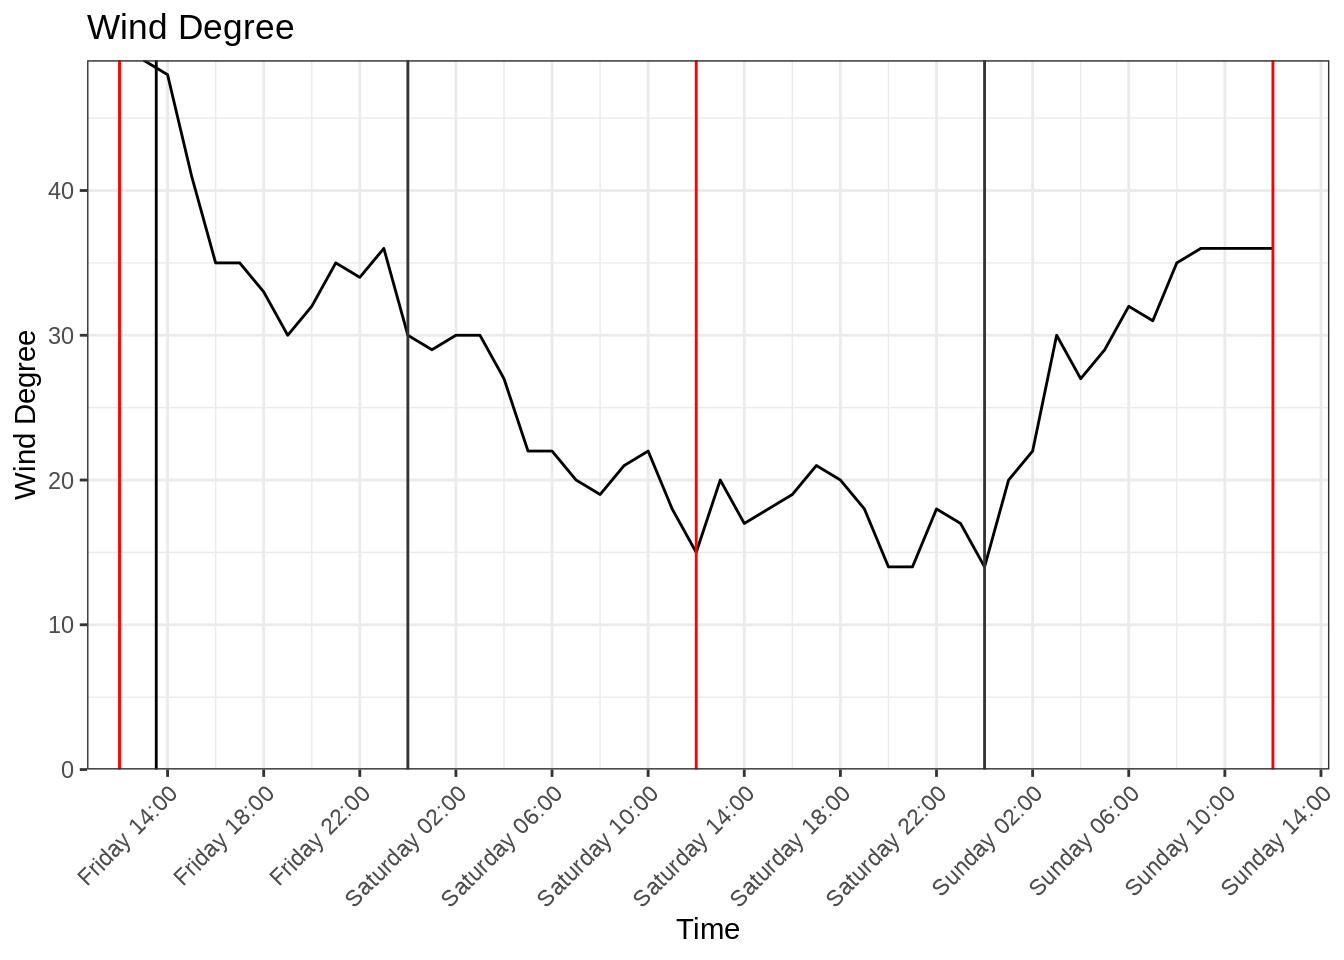 Wind Degree
Wind Degree
40
30
20
10
0
Friday 14:00
Friday 18:00
Friday 22:00
Saturday 02:00
Saturday 06:00
Saturday 10:00
Saturday 14:00
Saturday 18:00
Saturday 22:00
Sunday 02:00
Sunday 06:00
Sunday 10:00
Sunday 14:00
Time